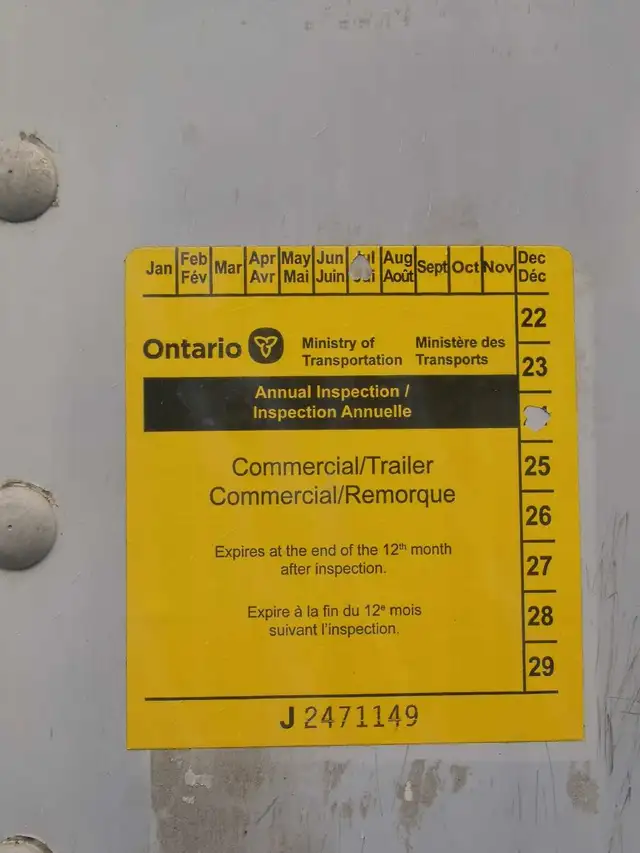 Jan Feb Mar Apr May Jun Jul Aug Sept Oct Nov Dec
Fév Avr Mai Juin Août Déc
22
Ontario Ministry of Ministère des
Transportation Transports
23
Annual Inspection /
Inspection Annuelle
Commercial/Trailer
25
Commercial/Remorque
26
Expires at the end of the 12th month
after inspection.
27
Expire à la fin du 12e mois
suivant l'inspection.
28
29
J 2471149